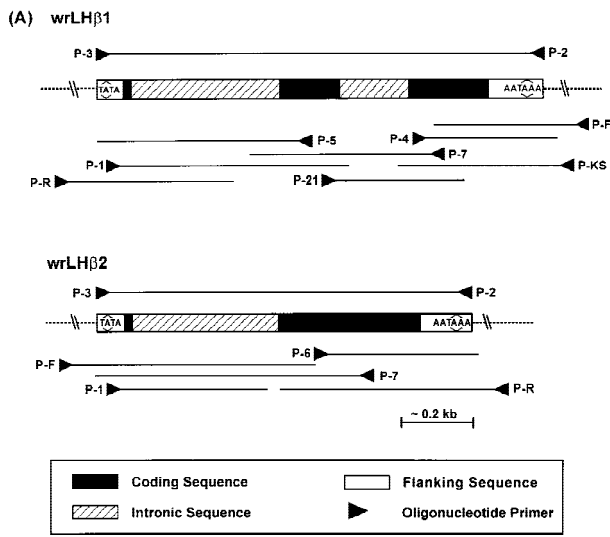 (A) wrLHβ1
P-3 P-2
TATA AATAAA
P-F
P-5 P-4
P-7
P-1 P-KS
P-R P-21
wrLHβ2
P-3 P-2
TATA AATAAA
P-6
P-F
P-7
P-1 P-R
~ 0.2 kb
Coding Sequence Flanking Sequence
Intronic Sequence Oligonucleotide Primer